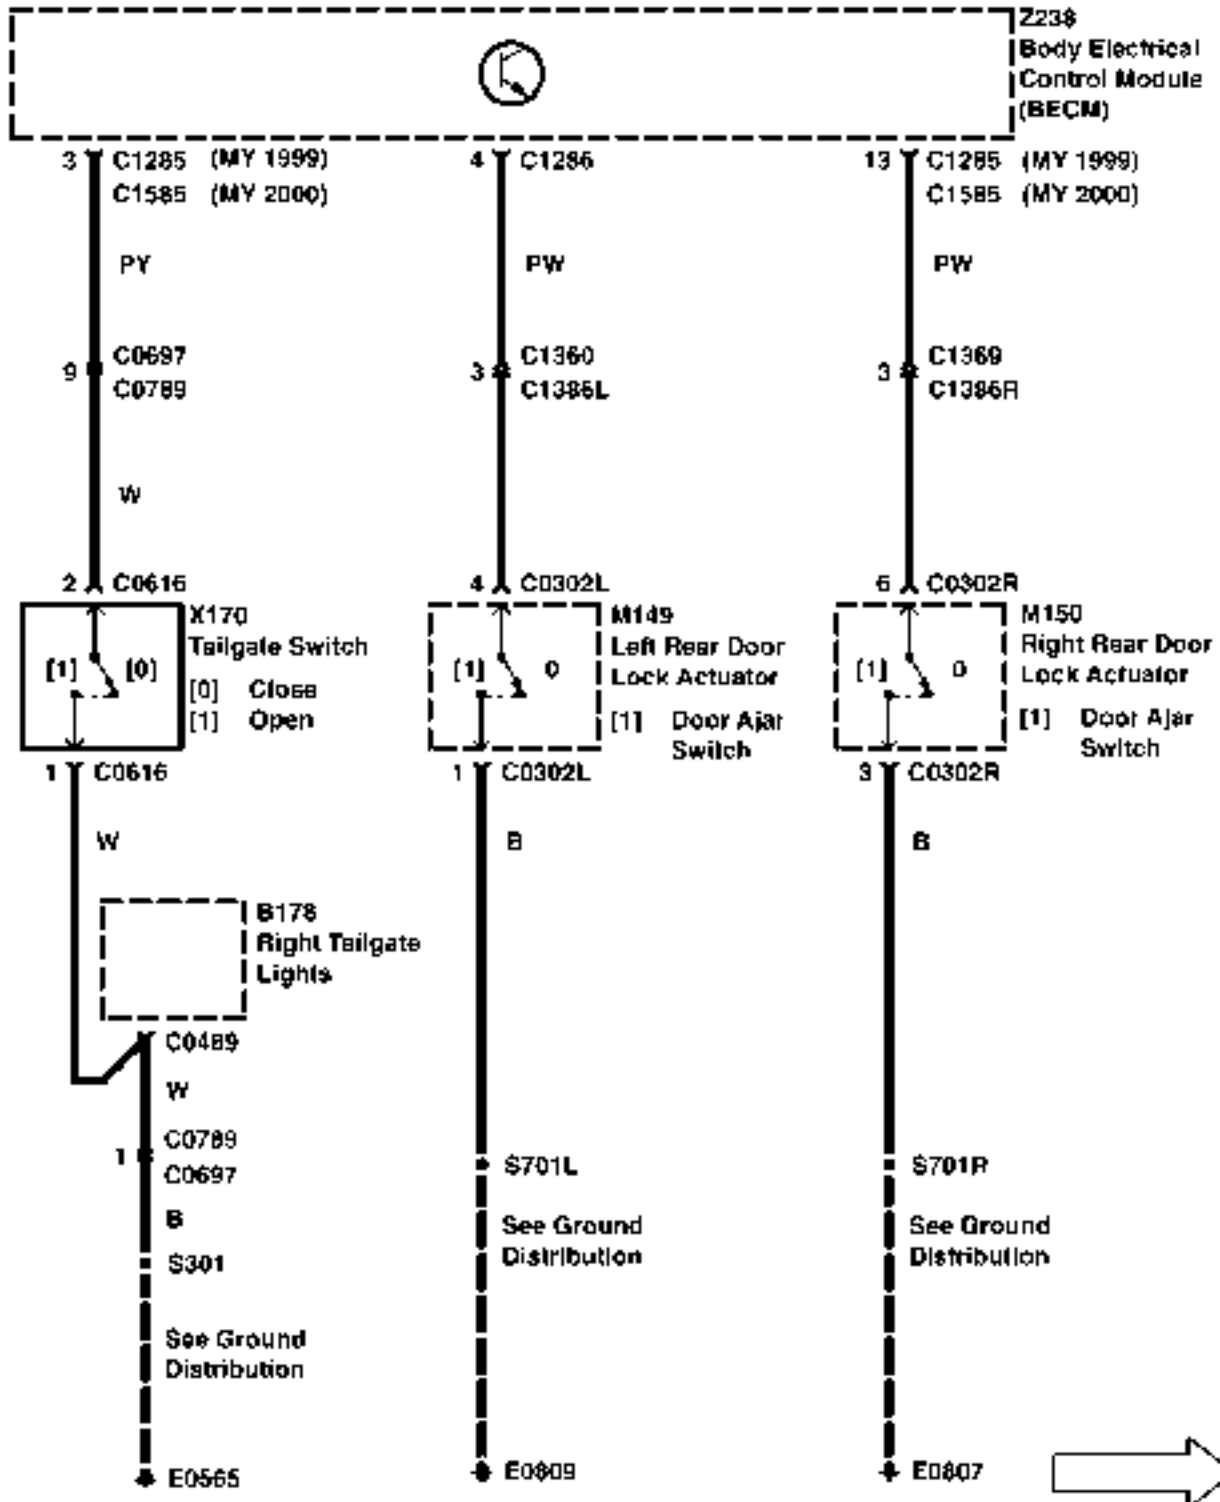 Z238
Body Electrical
Control Module
(BECM)
3 C1285 (MY 1999)
C1585 (MY 2000)
4 C1286
13 C1285 (MY 1999)
C1585 (MY 2000)
PY
PW
PW
9 C0697
C0789
3 C1360
C1386L
3 C1369
C1386R
W
2 C0616
4 C0302L
6 C0302R
X170
Tailgate Switch
[1] [0]
[0] Close
[1] Open
M149
Left Rear Door
Lock Actuator
[1] 0
[1] Door Ajar
Switch
M150
Right Rear Door
Lock Actuator
[1] 0
[1] Door Ajar
Switch
1 C0616
1 C0302L
3 C0302R
W
B
B
B178
Right Tailgate
Lights
C0489
W
1 C0789
C0697
B
S301
See Ground
Distribution
E0565
S701L
See Ground
Distribution
E0809
S701R
See Ground
Distribution
E0807